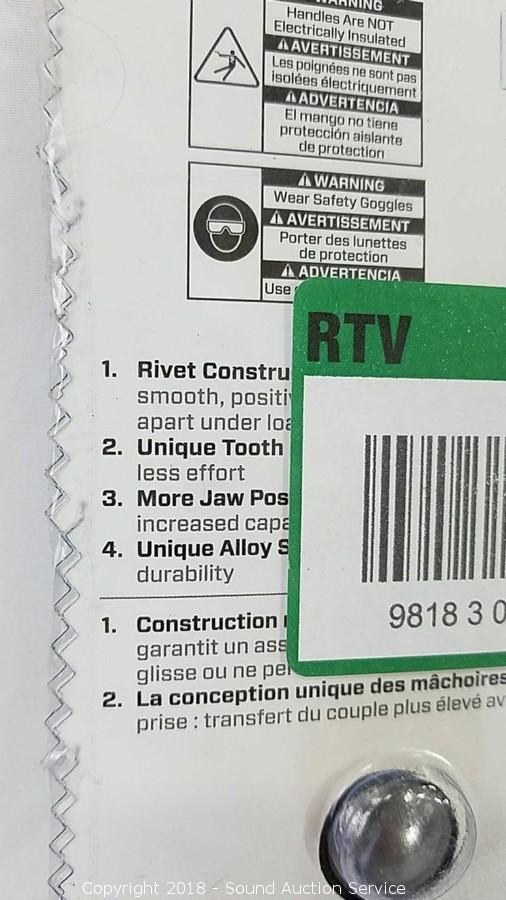 WARNING
Handles Are NOT
Electrically Insulated
AVERTISSEMENT
Les poignées ne sont pas
isolées électriquement
ADVERTENCIA
El mango no tiene
protección aislante
de protection
WARNING
Wear Safety Goggles
AVERTISSEMENT
Porter des lunettes
de protection
ADVERTENCIA
Use
RTV
1. Rivet Constru
smooth, positi
apart under loa
2. Unique Tooth
less effort
3. More Jaw Pos
increased capa
4. Unique Alloy S
durability
9818 3 0
1. Construction
garantit un ass
glisse ou ne per
2. La conception unique des mâchoires
prise : transfert du couple plus élevé av
Copyright 2018 - Sound Auction Service